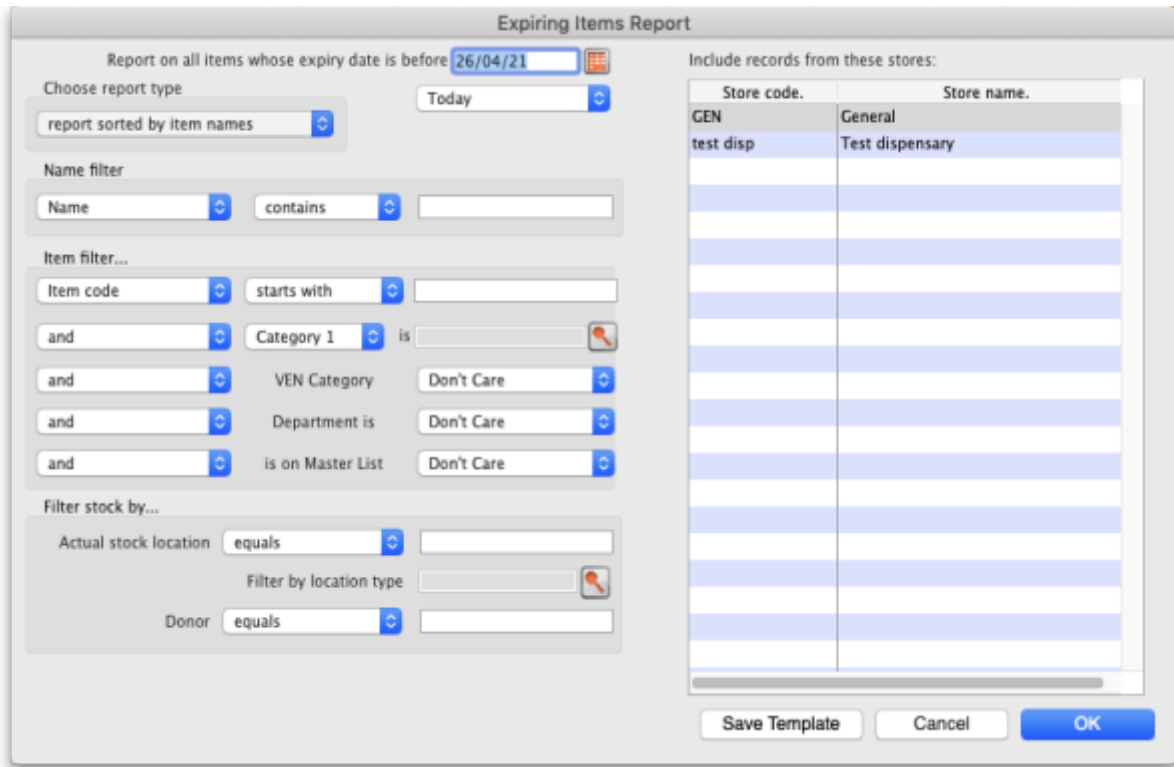 Expiring Items Report
Report on all items whose expiry date is before 26/04/21
Today
Choose report type
report sorted by item names
Name filter
Name contains
Item filter...
Item code starts with
and Category 1 is
and VEN Category Don't Care
and Department is Don't Care
and is on Master List Don't Care
Filter stock by...
Actual stock location equals
Filter by location type
Donor equals
Include records from these stores:
Store code. Store name.
GEN General
test disp Test dispensary
Save Template Cancel OK